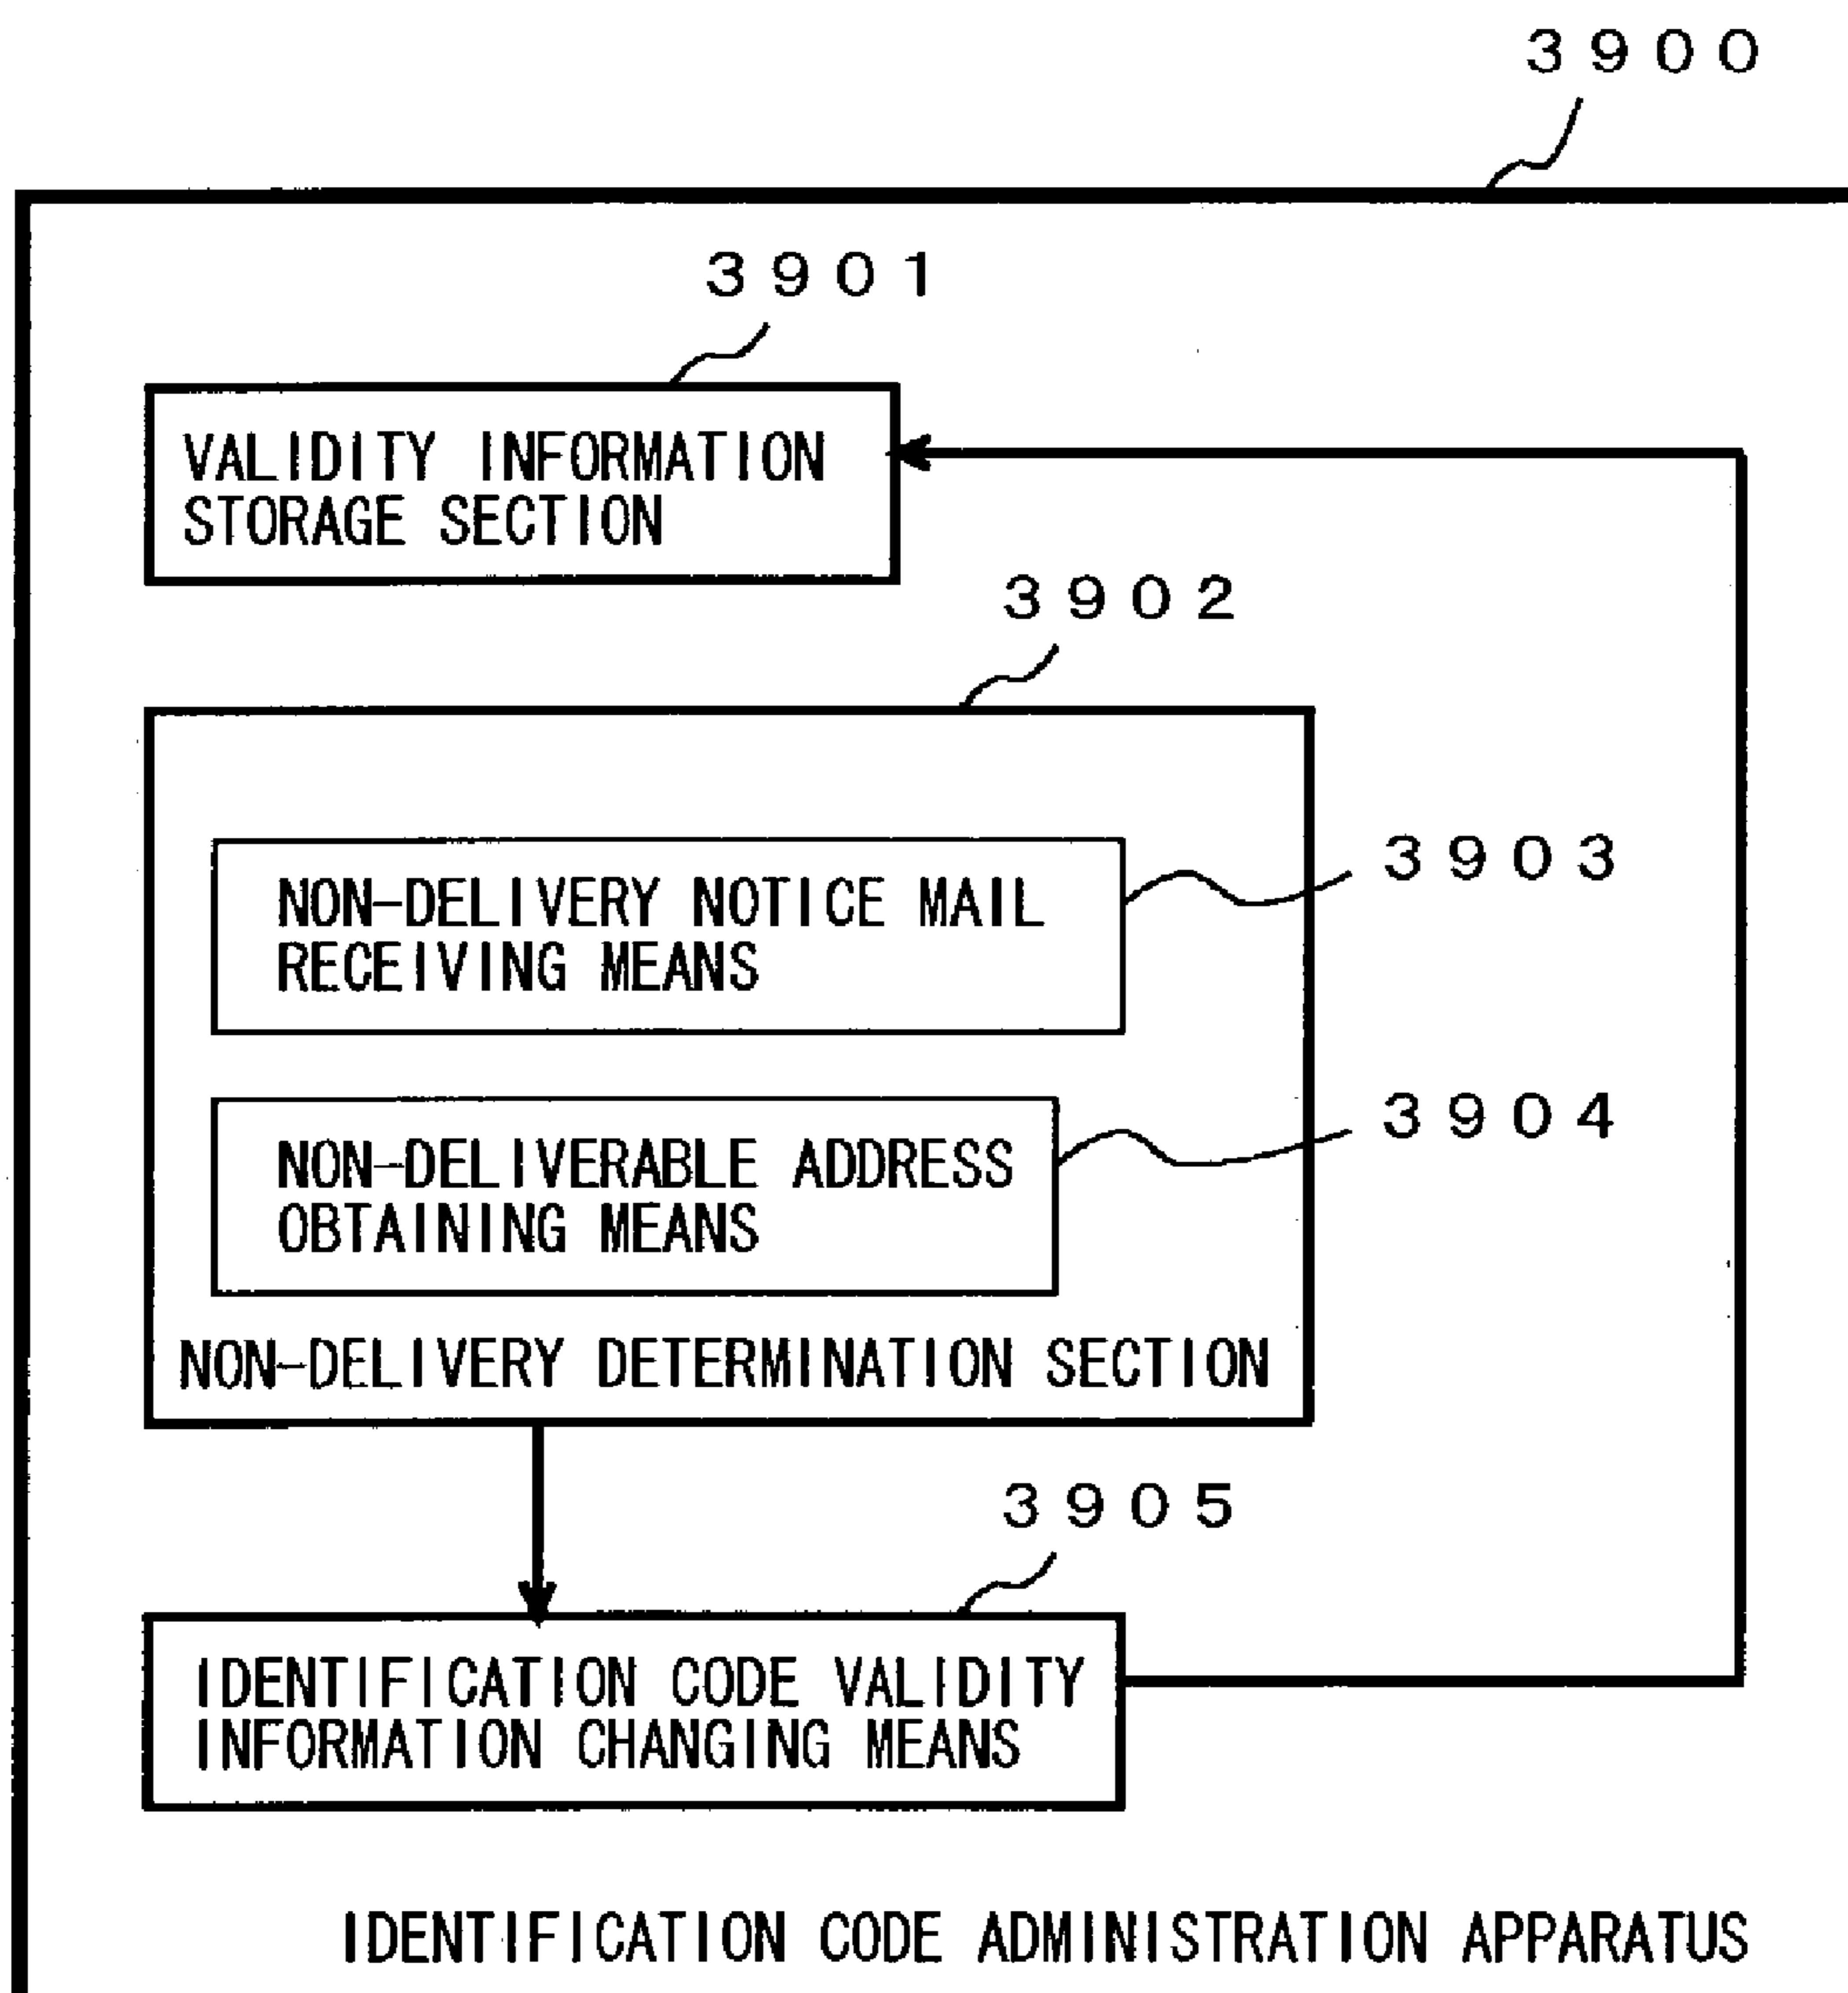 3900
3901
VALIDITY INFORMATION
STORAGE SECTION
3902
NON-DELIVERY NOTICE MAIL
RECEIVING MEANS
3903
NON-DELIVERABLE ADDRESS
OBTAINING MEANS
3904
NON-DELIVERY DETERMINATION SECTION
3905
IDENTIFICATION CODE VALIDITY
INFORMATION CHANGING MEANS
IDENTIFICATION CODE ADMINISTRATION APPARATUS